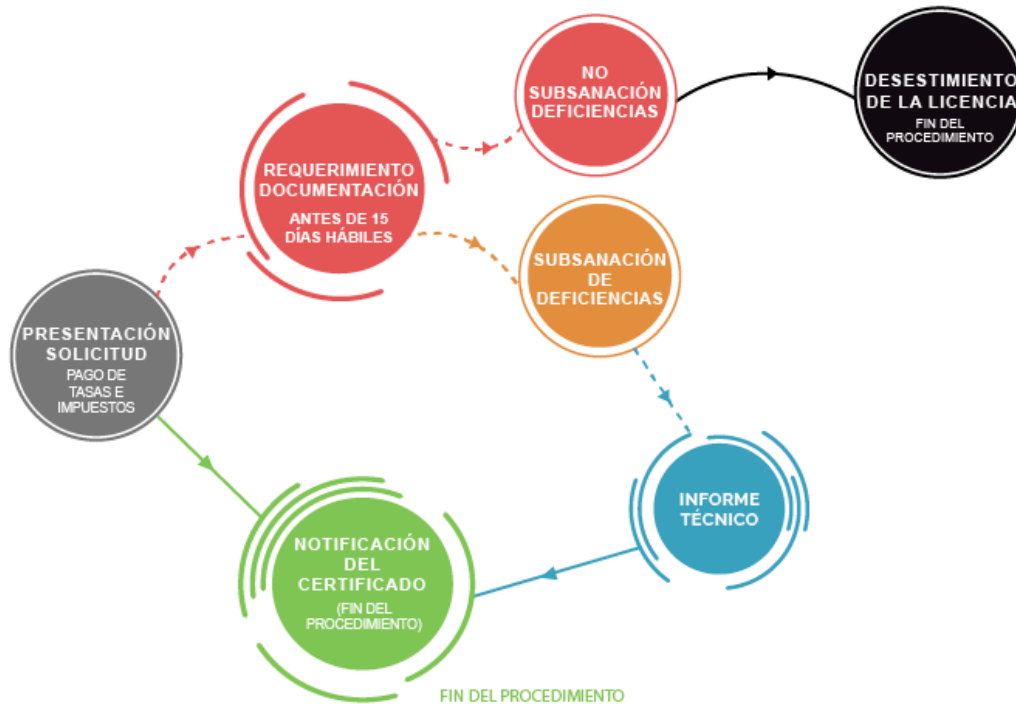 NO
SUBSANACIÓN
DEFICIENCIAS
DESESTIMIENTO
DE LA LICENCIA
FIN DEL
PROCEDIMIENTO
REQUERIMIENTO
DOCUMENTACIÓN
ANTES DE 15
DÍAS HÁBILES
SUBSANACIÓN
DE
DEFICIENCIAS
PRESENTACIÓN
SOLICITUD
PAGO DE
TASAS E
IMPUESTOS
INFORME
TÉCNICO
NOTIFICACIÓN
DEL
CERTIFICADO
(FIN DEL
PROCEDIMIENTO)
FIN DEL PROCEDIMIENTO